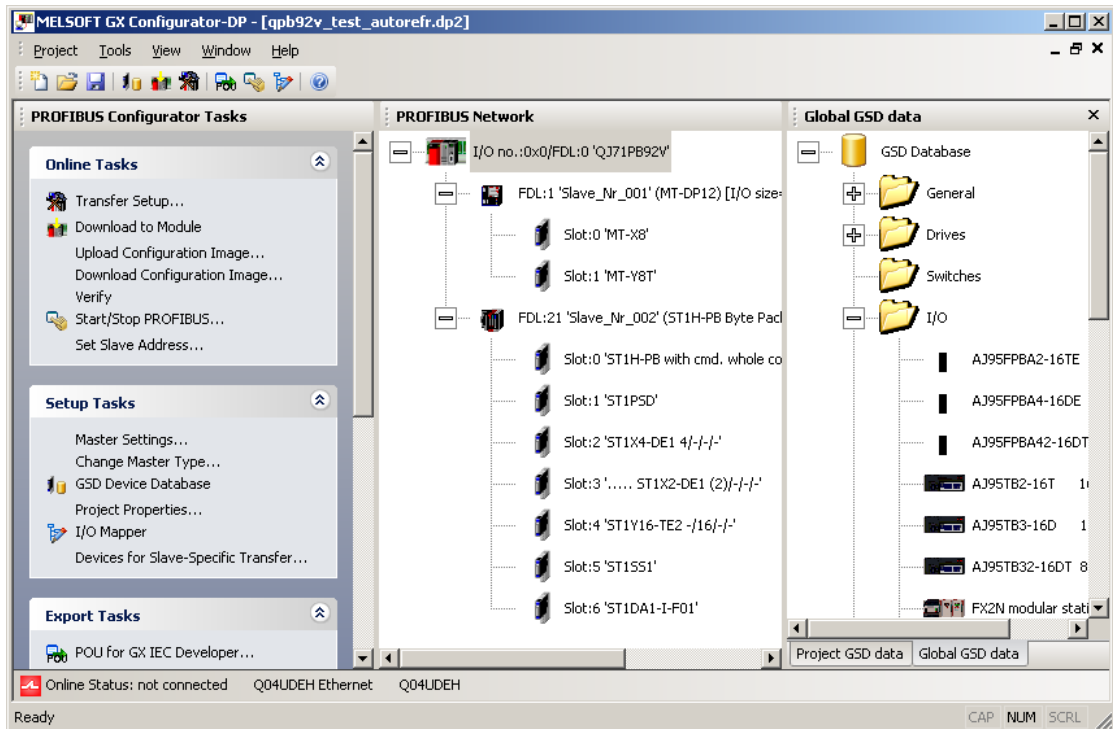 MELSOFT GX Configurator-DP - [qpb92v_test_autorefr.dp2]
Project Tools View Window Help
PROFIBUS Configurator Tasks
Online Tasks
Transfer Setup...
Download to Module
Upload Configuration Image...
Download Configuration Image...
Verify
Start/Stop PROFIBUS...
Set Slave Address...
Setup Tasks
Master Settings...
Change Master Type...
GSD Device Database
Project Properties...
I/O Mapper
Devices for Slave-Specific Transfer...
Export Tasks
POU for GX IEC Developer...
PROFIBUS Network
I/O no.:0x0/FDL:0 'QJ71PB92V'
FDL:1 'Slave_Nr_001' (MT-DP12) [I/O size=
Slot:0 'MT-X8'
Slot:1 'MT-Y8T'
FDL:21 'Slave_Nr_002' (ST1H-PB Byte Pac
Slot:0 'ST1H-PB with cmd. whole co
Slot:1 'ST1PSD'
Slot:2 'ST1X4-DE1 4/-/-/-'
Slot:3 '..... ST1X2-DE1 (2)/-/-/-'
Slot:4 'ST1Y16-TE2 -/16/-/-'
Slot:5 'ST1SS1'
Slot:6 'ST1DA1-I-F01'
Global GSD data
GSD Database
General
Drives
Switches
I/O
AJ95FPBA2-16TE
AJ95FPBA4-16DE
AJ95FPBA42-16DT
AJ95TB2-16T 1
AJ95TB3-16D 1
AJ95TB32-16DT 8
FX2N modular stati
Project GSD data Global GSD data
Online Status: not connected Q04UDEH Ethernet Q04UDEH
Ready CAP NUM SCRL